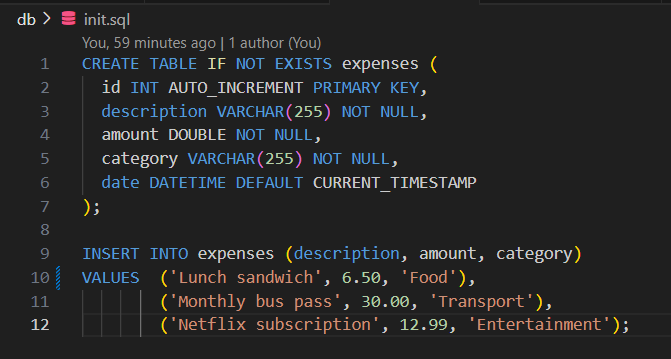 db > init.sql
You, 59 minutes ago | 1 author (You)
1 CREATE TABLE IF NOT EXISTS expenses (
2   id INT AUTO_INCREMENT PRIMARY KEY,
3   description VARCHAR(255) NOT NULL,
4   amount DOUBLE NOT NULL,
5   category VARCHAR(255) NOT NULL,
6   date DATETIME DEFAULT CURRENT_TIMESTAMP
7 );
8
9 INSERT INTO expenses (description, amount, category)
10 VALUES  ('Lunch sandwich', 6.50, 'Food'),
11         ('Monthly bus pass', 30.00, 'Transport'),
12         ('Netflix subscription', 12.99, 'Entertainment');